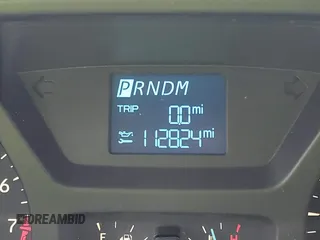 PRNDM
TRIP 0.0 mi
112824 mi
6
7
E F C H
DREAMBID